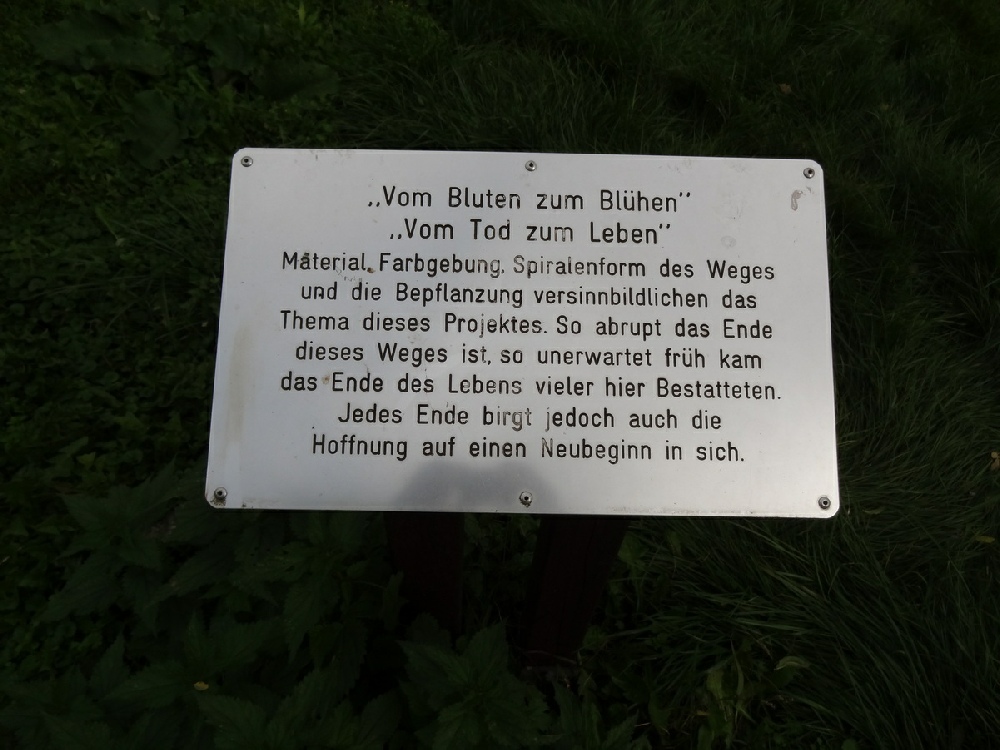 „Vom Bluten zum Blühen"
„Vom Tod zum Leben"
Material, Farbgebung, Spiralenform des Weges
und die Bepflanzung versinnbildlichen das
Thema dieses Projektes. So abrupt das Ende
dieses Weges ist, so unerwartet früh kam
das Ende des Lebens vieler hier Bestatteten.
Jedes Ende birgt jedoch auch die
Hoffnung auf einen Neubeginn in sich.